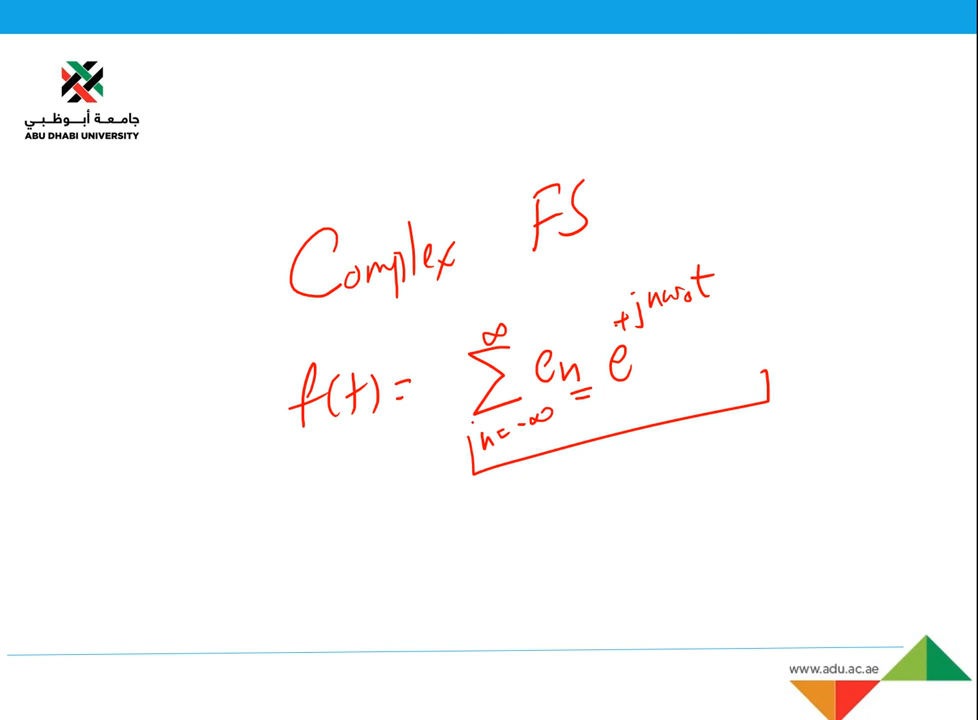 جامعة أبوظبي
ABU DHABI UNIVERSITY
Complex FS
f(t) = ∑ n=-∞ ∞ cn e^+jnω₀t
www.adu.ac.ae